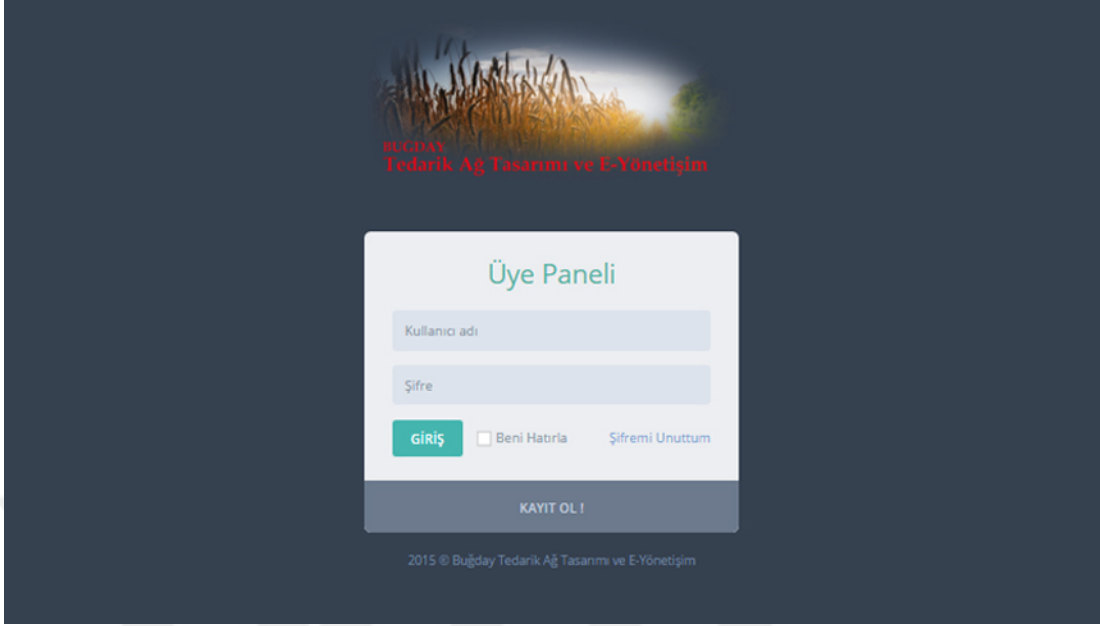 BUĞDAY
Tedarik Ağ Tasarımı ve E-Yönetişim
Üye Paneli
Kullanıcı adı
Şifre
GİRİŞ
Beni Hatırla
Şifremi Unuttum
KAYIT OL !
2015 © Buğday Tedarik Ağ Tasarımı ve E-Yönetişim